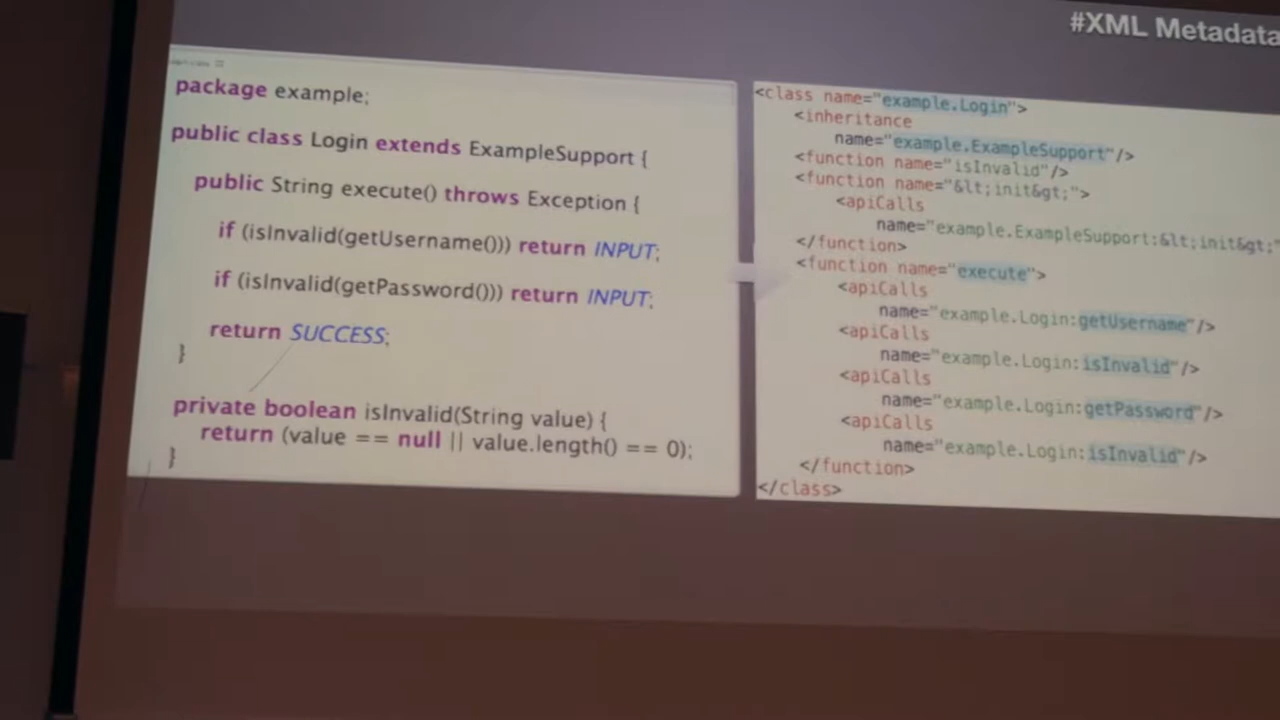 #XML Metadata
package example;
public class Login extends ExampleSupport {
public String execute() throws Exception {
if (isInvalid(getUsername())) return INPUT;
if (isInvalid(getPassword())) return INPUT;
return SUCCESS;
}
private boolean isInvalid(String value) {
return (value == null || value.length() == 0);
}
<class name="example.Login">
<inheritance
name="example.ExampleSupport"/>
<function name="isInvalid"/>
<function name="&lt;init&gt;">
<apiCalls
name="example.ExampleSupport:&lt;init&gt;"
</function>
<function name="execute">
<apiCalls
name="example.Login:getUsername"/>
<apiCalls
name="example.Login:isInvalid"/>
<apiCalls
name="example.Login:getPassword"/>
<apiCalls
name="example.Login:isInvalid"/>
</function>
</class>